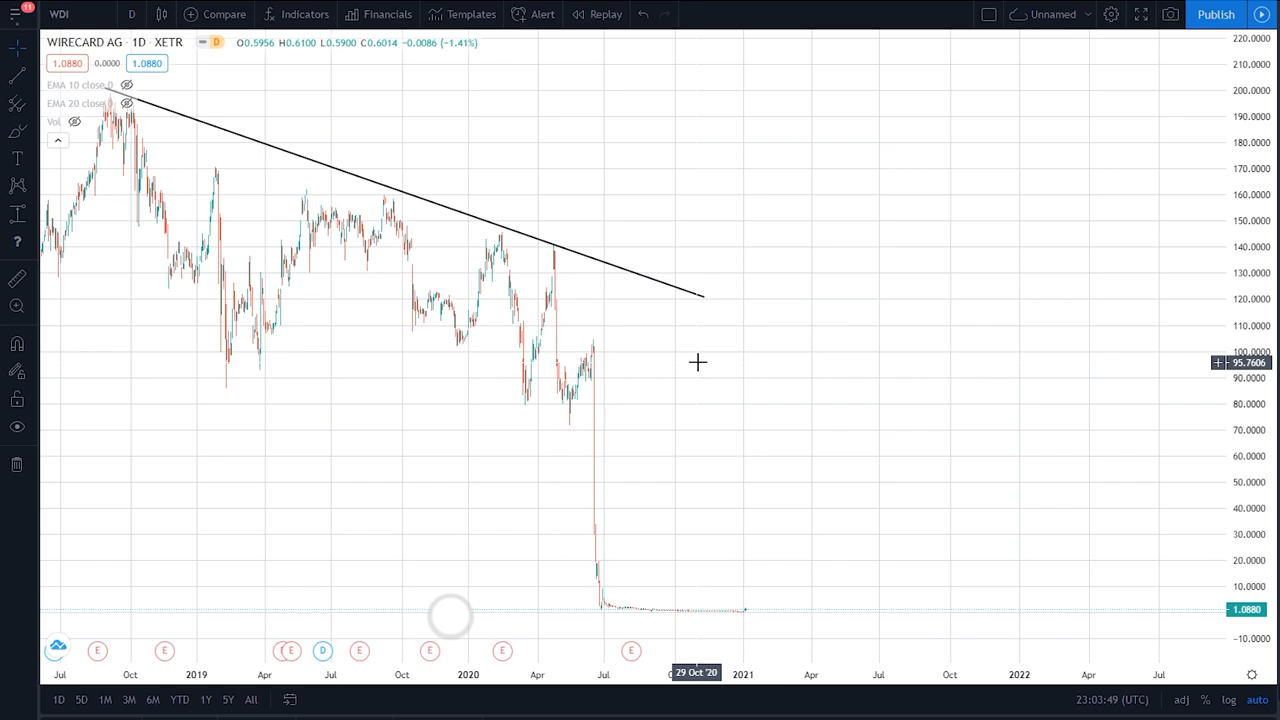 11
WDI
D
Compare
Indicators
Financials
Templates
Alert
Replay
Unnamed
Publish
WIRECARD AG · 1D · XETR
D
O0.5956 H0.6100 L0.5900 C0.6014 −0.0086 (−1.41%)
1.0880
0.0000
1.0880
EMA 10 close 0
EMA 20 close 0
Vol
220.0000
210.0000
200.0000
190.0000
180.0000
170.0000
160.0000
150.0000
140.0000
130.0000
120.0000
110.0000
100.0000
95.7606
90.0000
80.0000
70.0000
60.0000
50.0000
40.0000
30.0000
20.0000
10.0000
1.0880
−10.0000
E
E
E
D
E
E
E
E
Jul
Oct
2019
Apr
Jul
Oct
2020
Apr
Jul
29 Oct '20
2021
Apr
Jul
Oct
2022
Apr
Jul
1D
5D
1M
3M
6M
YTD
1Y
5Y
All
23:03:49 (UTC)
adj
%
log
auto